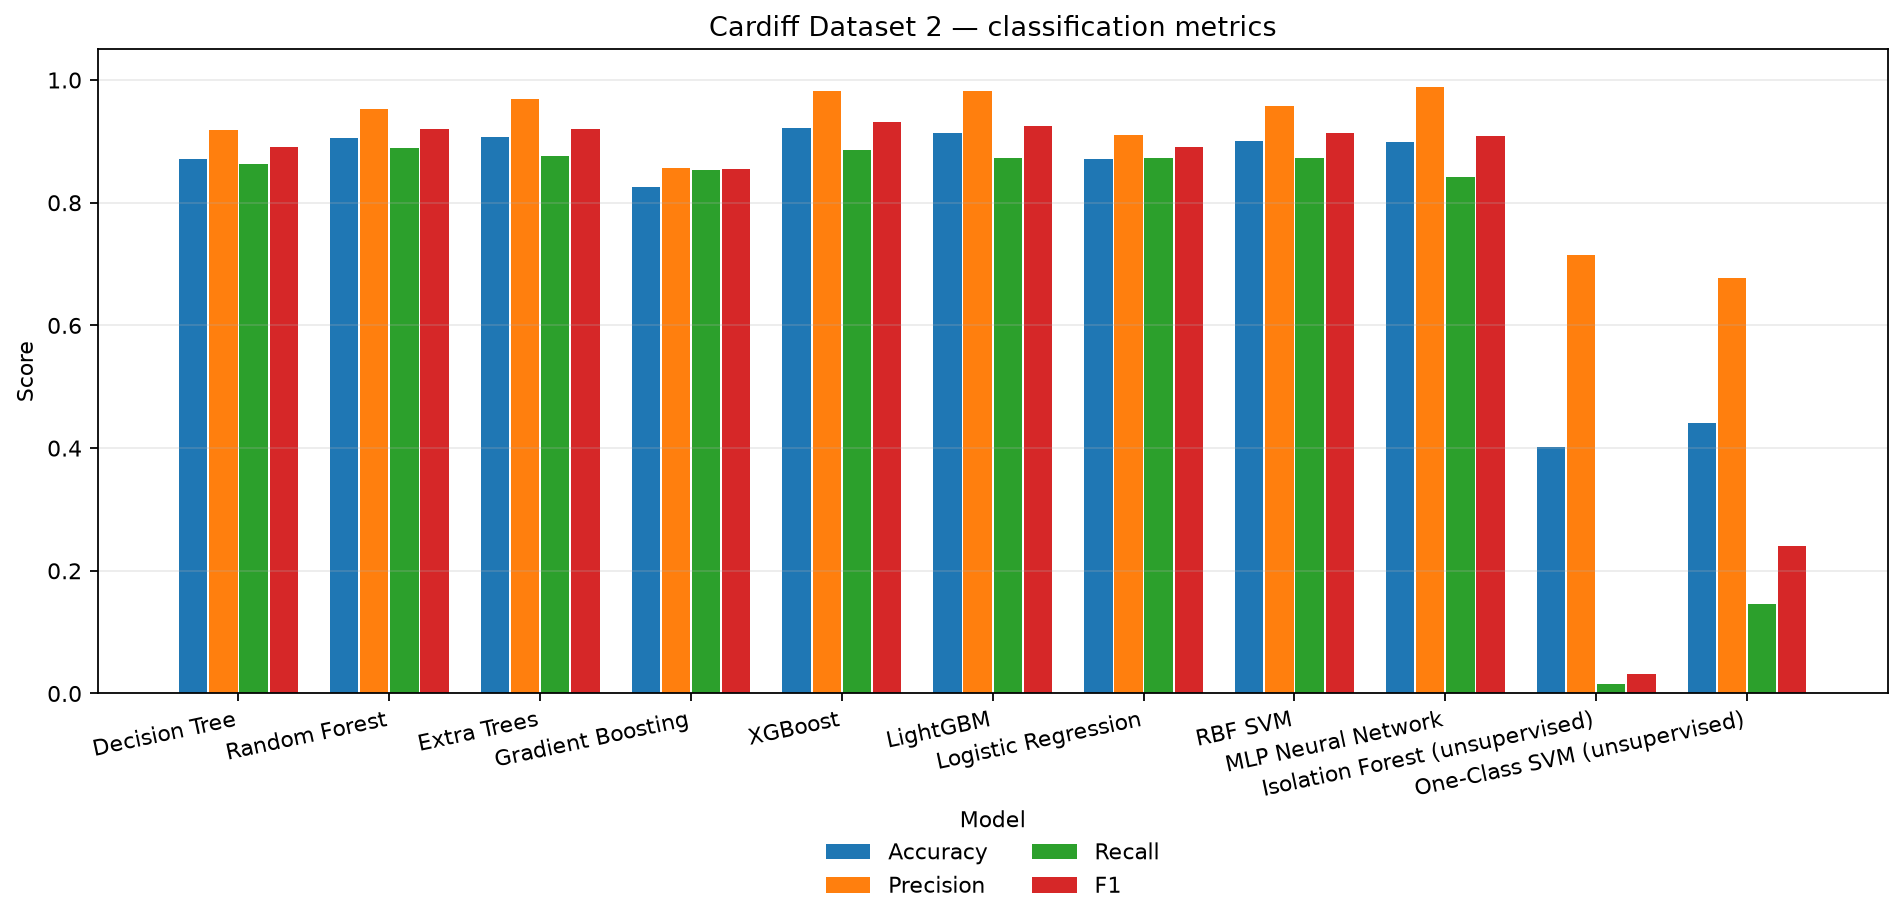 Cardiff Dataset 2 — classification metrics
1.0
0.8
0.6
0.4
0.2
0.0
Score
Decision Tree
Random Forest
Extra Trees
Gradient Boosting
XGBoost
LightGBM
Logistic Regression
RBF SVM
MLP Neural Network
Isolation Forest (unsupervised)
One-Class SVM (unsupervised)
Model
Accuracy
Recall
Precision
F1